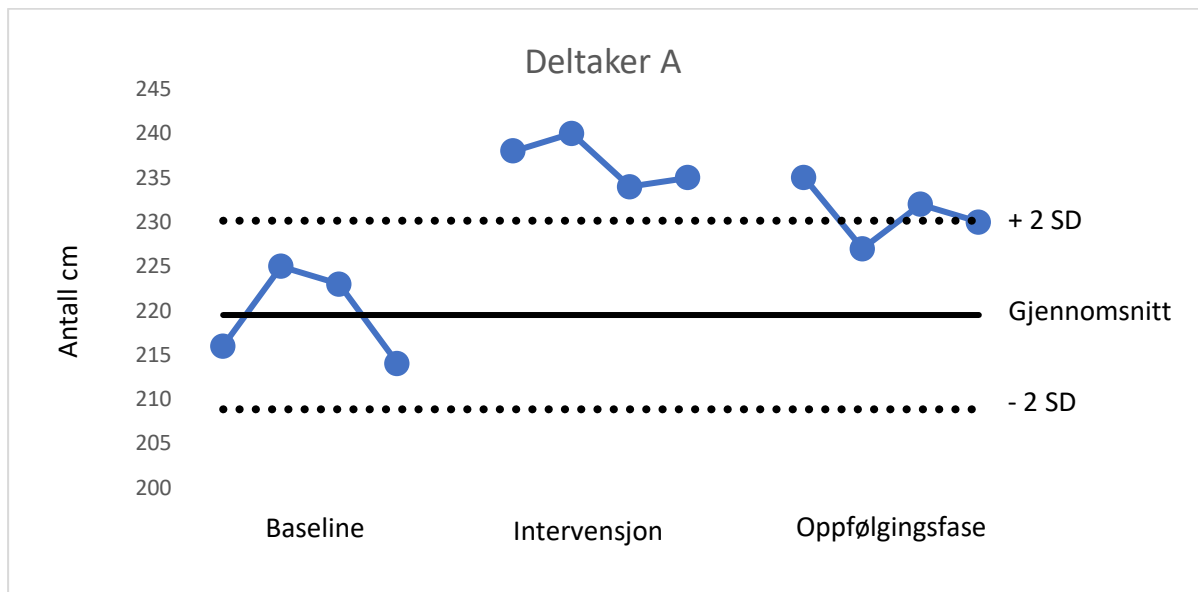 Deltaker A
245
240
235
230
225
220
215
210
205
200
Antall cm
+ 2 SD
Gjennomsnitt
- 2 SD
Baseline
Intervensjon
Oppfølgingsfase